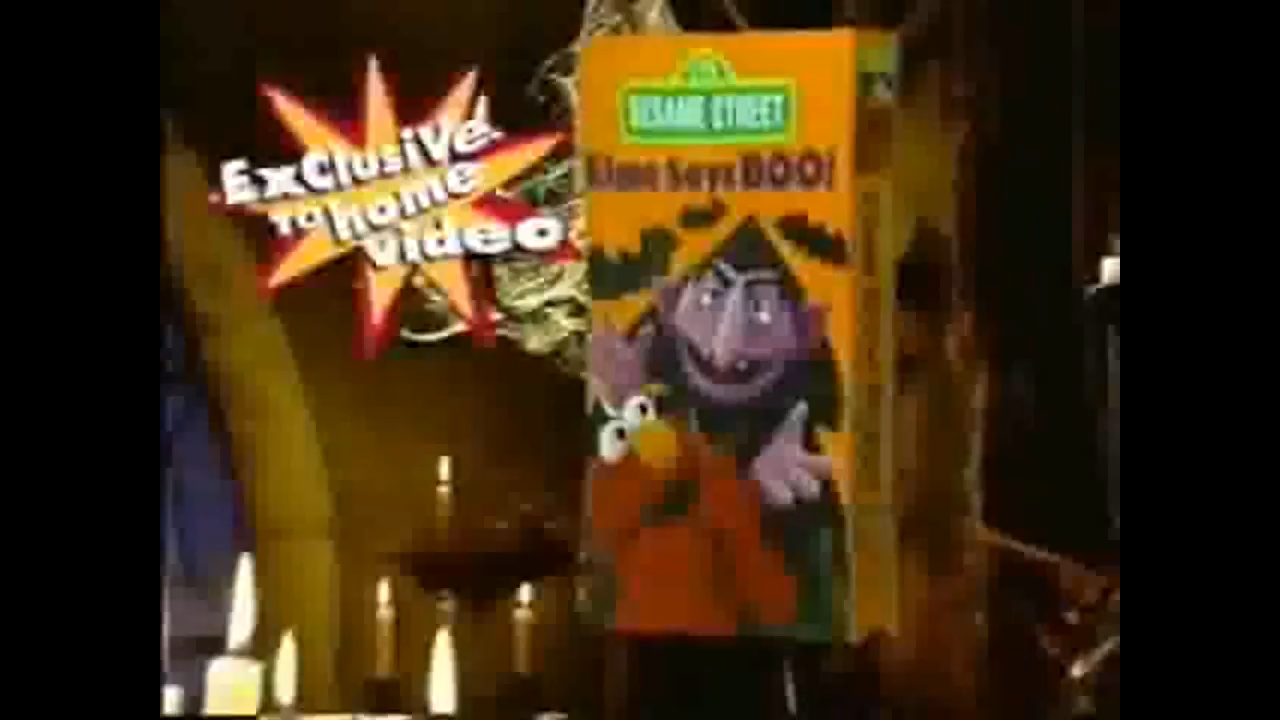 Exclusive
To home
Video
SESAME STREET
Elmo Says BOO!